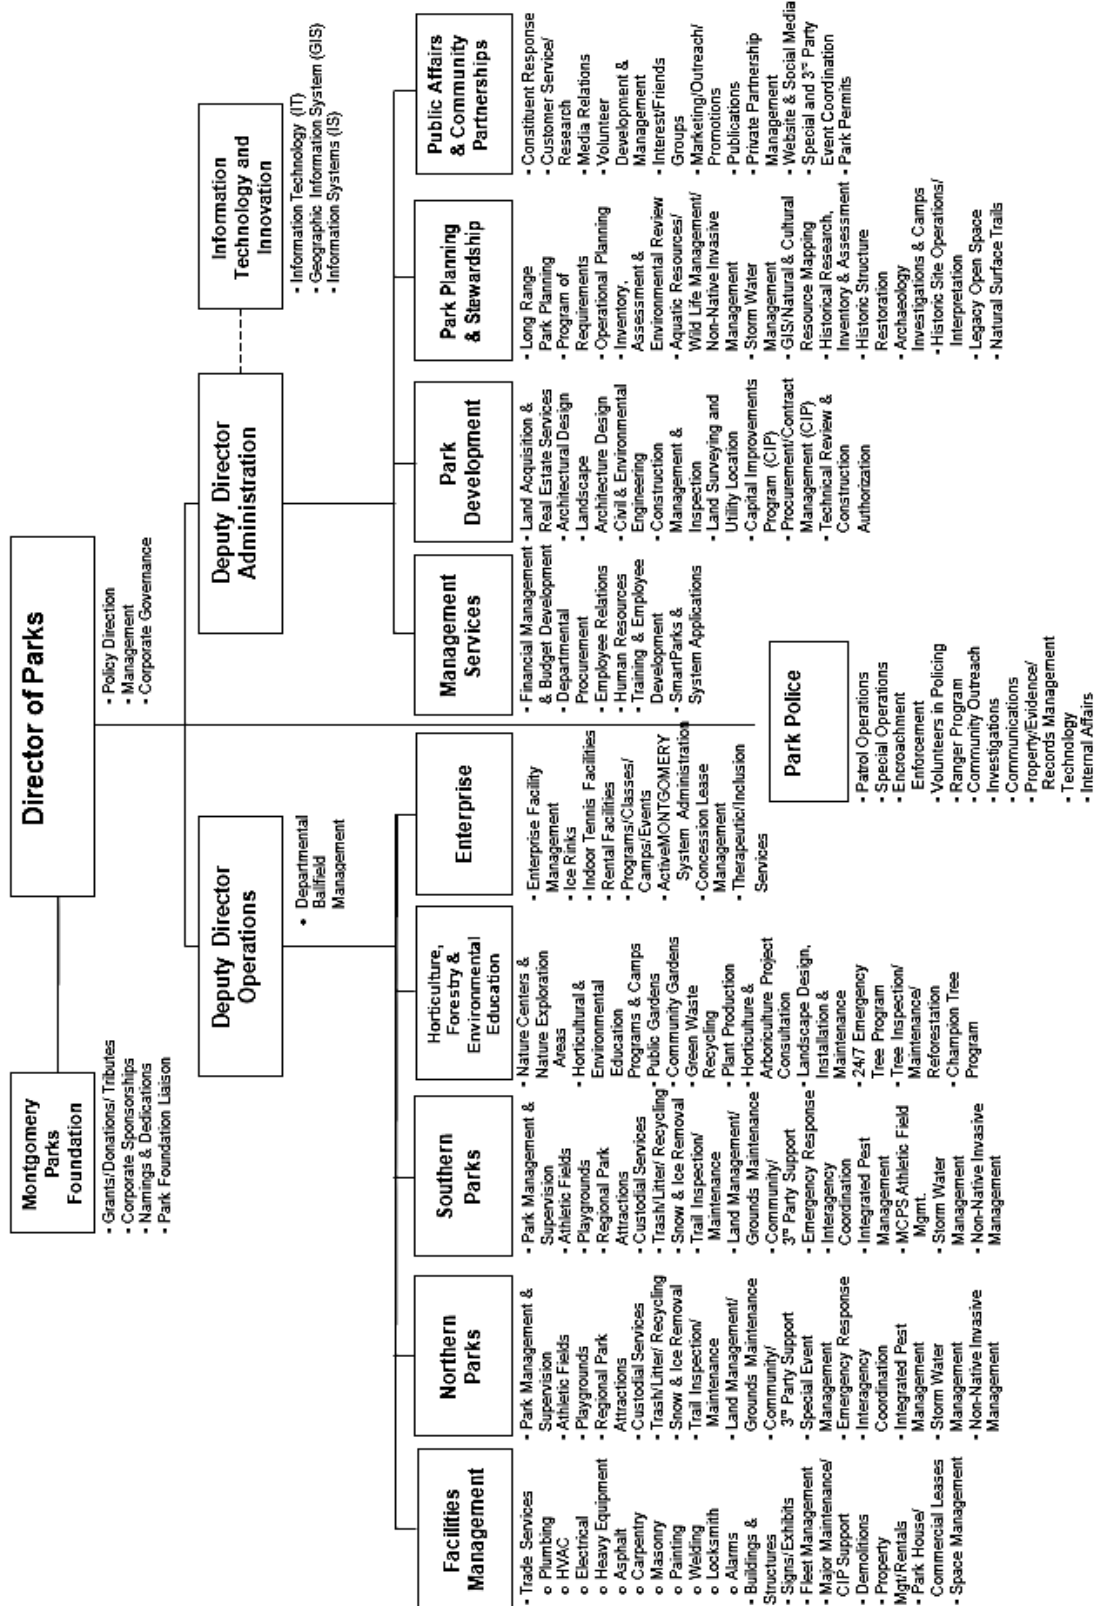 Director of Parks
- Policy Direction
- Management
- Corporate Governance
Montgomery
Parks
Foundation
- Grants/Donations/ Tributes
- Corporate Sponsorships
- Namings & Dedications
- Park Foundation Liaison
Deputy Director
Operations
• Departmental
Ballfield
Management
Deputy Director
Administration
Information
Technology and
Innovation
- Information Technology (IT)
- Geographic Information System (GIS)
- Information Systems (IS)
Facilities
Management
- Trade Services
o Plumbing
o HVAC
o Electrical
o Heavy Equipment
o Asphalt
o Carpentry
o Masonry
o Painting
o Welding
o Locksmith
o Alarms
- Buildings &
Structures
- Signs/Exhibits
- Fleet Management
- Major Maintenance/
CIP Support
- Demolitions
- Property
Mgt/Rentals
- Park House/
Commercial Leases
- Space Management
Northern
Parks
- Park Management &
Supervision
- Athletic Fields
- Playgrounds
- Regional Park
Attractions
- Custodial Services
- Trash/Litter/ Recycling
- Snow & Ice Removal
- Trail Inspection/
Maintenance
- Land Management/
Grounds Maintenance
- Community/
3rd Party Support
- Special Event
Management
- Emergency Response
- Interagency
Coordination
- Integrated Pest
Management
- Storm Water
Management
- Non-Native Invasive
Management
Southern
Parks
- Park Management &
Supervision
- Athletic Fields
- Playgrounds
- Regional Park
Attractions
- Custodial Services
- Trash/Litter/ Recycling
- Snow & Ice Removal
- Trail Inspection/
Maintenance
- Land Management/
Grounds Maintenance
- Community/
3rd Party Support
- Emergency Response
- Interagency
Coordination
- Integrated Pest
Management
- MCPS Athletic Field
Mgmt.
- Storm Water
Management
- Non-Native Invasive
Management
Horticulture,
Forestry &
Environmental
Education
- Nature Centers &
Nature Exploration
Areas
- Horticultural &
Environmental
Education
Programs & Camps
- Public Gardens
- Community Gardens
- Green Waste
Recycling
- Plant Production
- Horticulture &
Arboriculture Project
Consultation
- Landscape Design,
Installation &
Maintenance
- 24/7 Emergency
Tree Program
- Tree Inspection/
Maintenance/
Reforestation
- Champion Tree
Program
Enterprise
- Enterprise Facility
Management
- Ice Rinks
- Indoor Tennis Facilities
- Rental Facilities
- Programs/Classes/
Camps/Events
- ActiveMONTGOMERY
System Administration
- Concession Lease
Management
- Therapeutic/Inclusion
Services
Management
Services
- Financial Management
& Budget Development
- Departmental
Procurement
- Employee Relations
- Human Resources
- Training & Employee
Development
- SmartParks &
System Applications
Park
Development
- Land Acquisition &
Real Estate Services
- Architectural Design
- Landscape
Architecture Design
- Civil & Environmental
Engineering
- Construction
Management &
Inspection
- Land Surveying and
Utility Location
- Capital Improvements
Program (CIP)
- Procurement/Contract
Management (CIP)
- Technical Review &
Construction
Authorization
Park Planning
& Stewardship
- Long Range
Park Planning
- Program of
Requirements
- Operational Planning
- Inventory,
Assessment &
Environmental Review
- Aquatic Resources/
Wild Life Management/
Non-Native Invasive
Management
- Storm Water
Management
- GIS/Natural & Cultural
Resource Mapping
- Historical Research,
Inventory & Assessment
- Historic Structure
Restoration
- Archaeology
Investigations & Camps
- Historic Site Operations/
Interpretation
- Legacy Open Space
- Natural Surface Trails
Public Affairs
& Community
Partnerships
- Constituent Response
- Customer Service/
Research
- Media Relations
- Volunteer
Development &
Management
- Interest/Friends
Groups
- Marketing/Outreach/
Promotions
- Publications
- Private Partnership
Management
- Website & Social Media
- Special and 3rd Party
Event Coordination
- Park Permits
Park Police
- Patrol Operations
- Special Operations
- Encroachment
Enforcement
- Volunteers in Policing
- Ranger Program
- Community Outreach
- Investigations
- Communications
- Property/Evidence/
Records Management
- Technology
- Internal Affairs